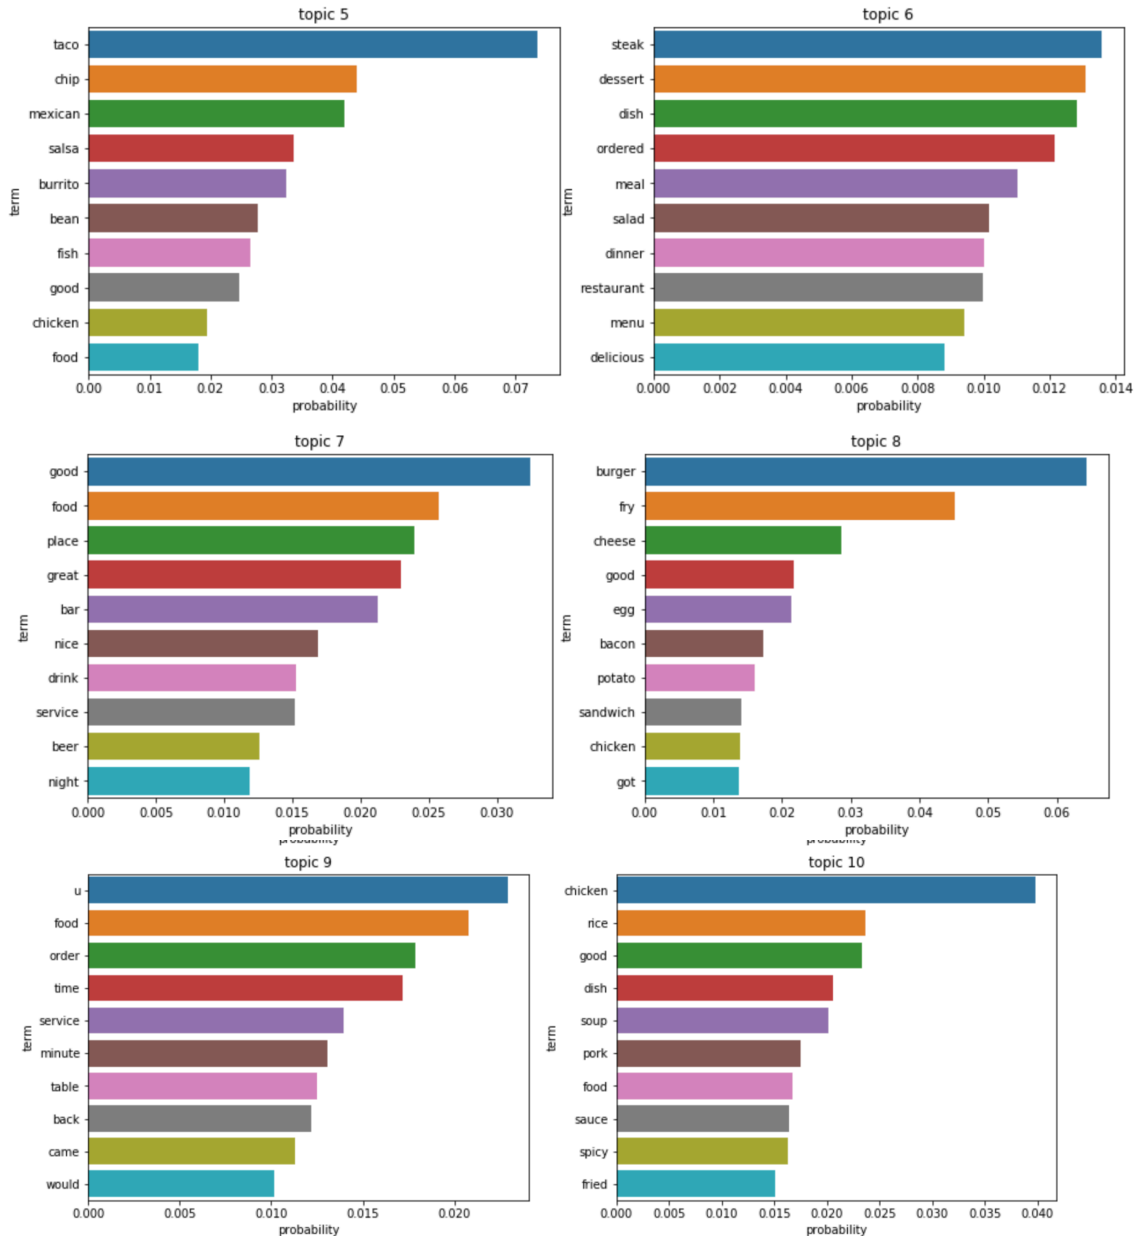 topic 5
taco
chip
mexican
salsa
burrito
bean
fish
good
chicken
food
term
0.00 0.01 0.02 0.03 0.04 0.05 0.06 0.07
probability
topic 6
steak
dessert
dish
ordered
meal
salad
dinner
restaurant
menu
delicious
term
0.000 0.002 0.004 0.006 0.008 0.010 0.012 0.014
probability
topic 7
good
food
place
great
bar
nice
drink
service
beer
night
term
0.000 0.005 0.010 0.015 0.020 0.025 0.030
probability
probability
topic 8
burger
fry
cheese
good
egg
bacon
potato
sandwich
chicken
got
term
0.00 0.01 0.02 0.03 0.04 0.05 0.06
probability
probability
topic 9
u
food
order
time
service
minute
table
back
came
would
term
0.000 0.005 0.010 0.015 0.020
probability
topic 10
chicken
rice
good
dish
soup
pork
food
sauce
spicy
fried
term
0.000 0.005 0.010 0.015 0.020 0.025 0.030 0.035 0.040
probability